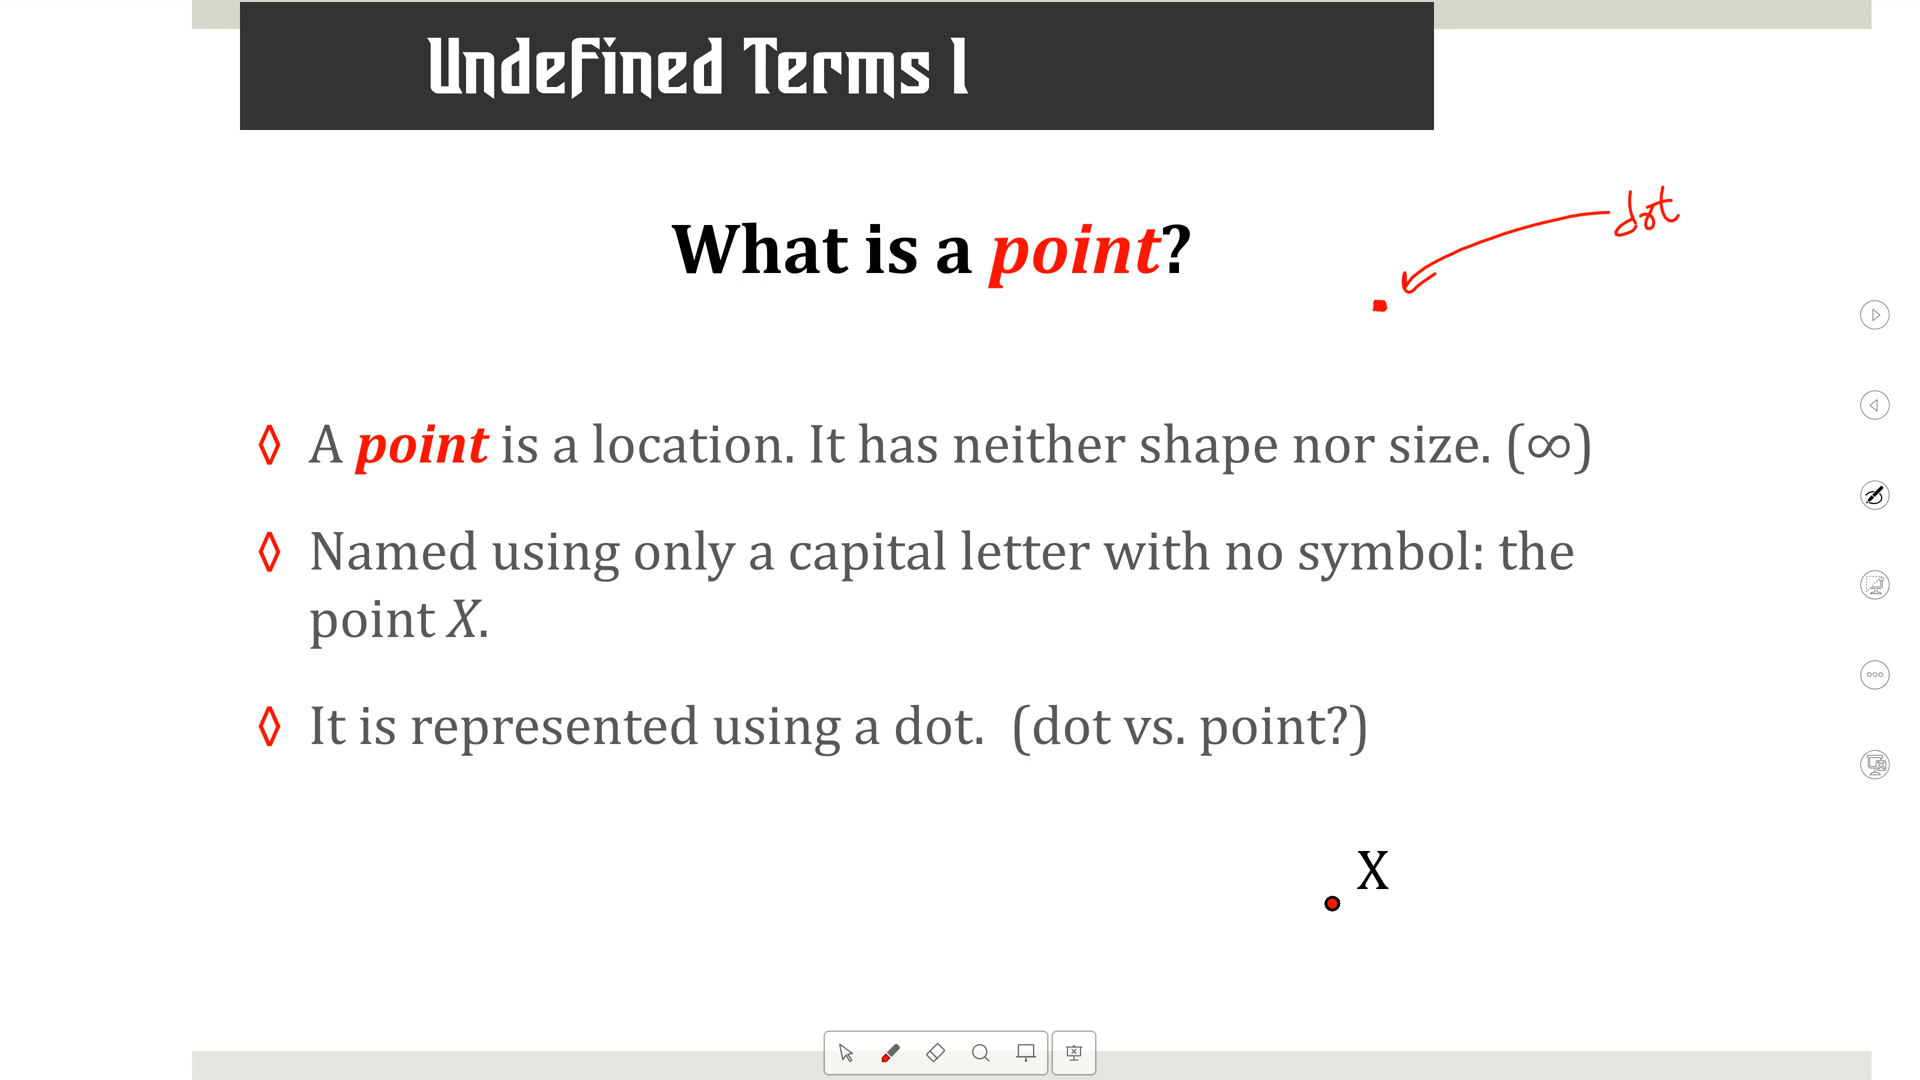 Undefined Terms 1
What is a point?
dot
◊ A point is a location. It has neither shape nor size. (∞)
◊ Named using only a capital letter with no symbol: the
point X.
◊ It is represented using a dot.  (dot vs. point?)
X